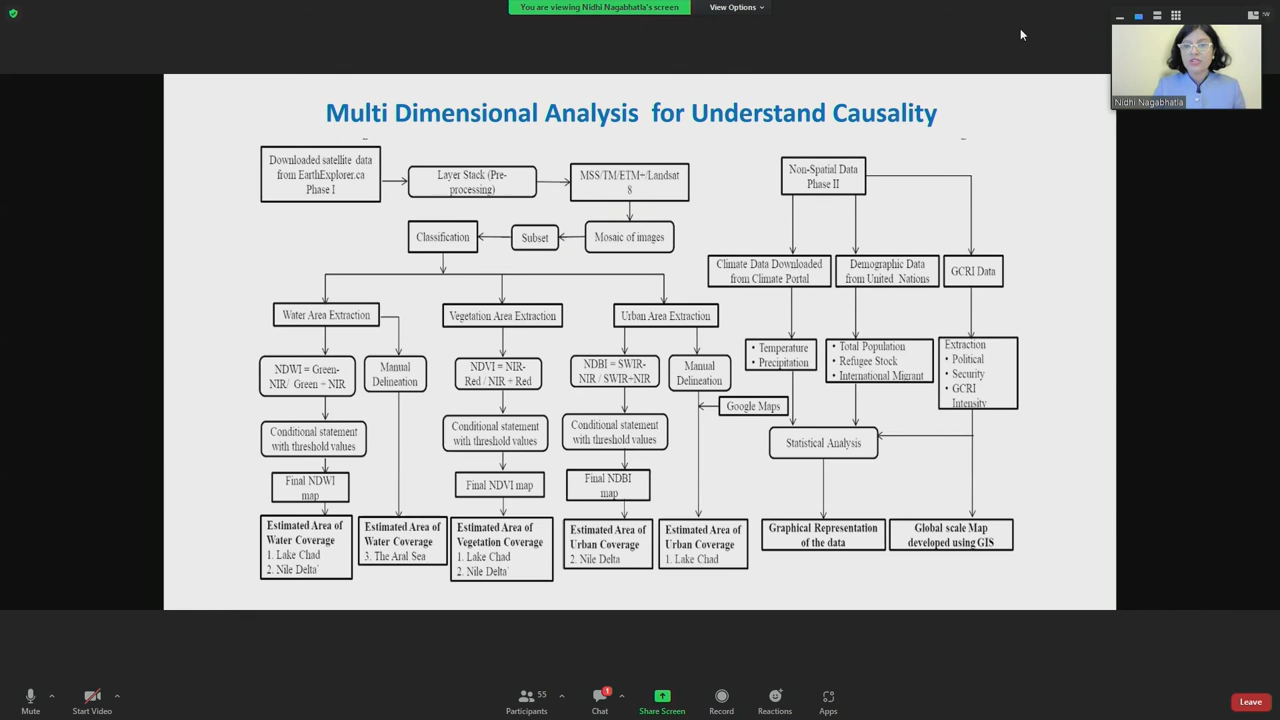 You are viewing Nidhi Nagabhatla's screen
View Options
Nidhi Nagabhatla
Multi Dimensional Analysis for Understand Causality
Downloaded satellite data
from EarthExplorer.ca
Phase I
Layer Stack (Pre-
processing)
MSS/TM/ETM+/Landsat
8
Non-Spatial Data
Phase II
Classification
Subset
Mosaic of images
Climate Data Downloaded
from Climate Portal
Demographic Data
from United Nations
GCRI Data
Water Area Extraction
Vegetation Area Extraction
Urban Area Extraction
NDWI = Green-
NIR/ Green + NIR
Manual
Delineation
NDVI = NIR-
Red / NIR + Red
NDBI = SWIR-
NIR / SWIR+NIR
Manual
Delineation
• Temperature
• Precipitation
• Total Population
• Refugee Stock
• International Migrant
Extraction
• Political
• Security
• GCRI
Intensity
Google Maps
Conditional statement
with threshold values
Conditional statement
with threshold values
Conditional statement
with threshold values
Statistical Analysis
Final NDWI
map
Final NDVI map
Final NDBI
map
Estimated Area of
Water Coverage
1. Lake Chad
2. Nile Delta`
Estimated Area of
Water Coverage
3. The Aral Sea
Estimated Area of
Vegetation Coverage
1. Lake Chad
2. Nile Delta`
Estimated Area of
Urban Coverage
2. Nile Delta
Estimated Area of
Urban Coverage
1. Lake Chad
Graphical Representation
of the data
Global scale Map
developed using GIS
Mute
Start Video
55
Participants
1
Chat
Share Screen
Record
Reactions
Apps
Leave